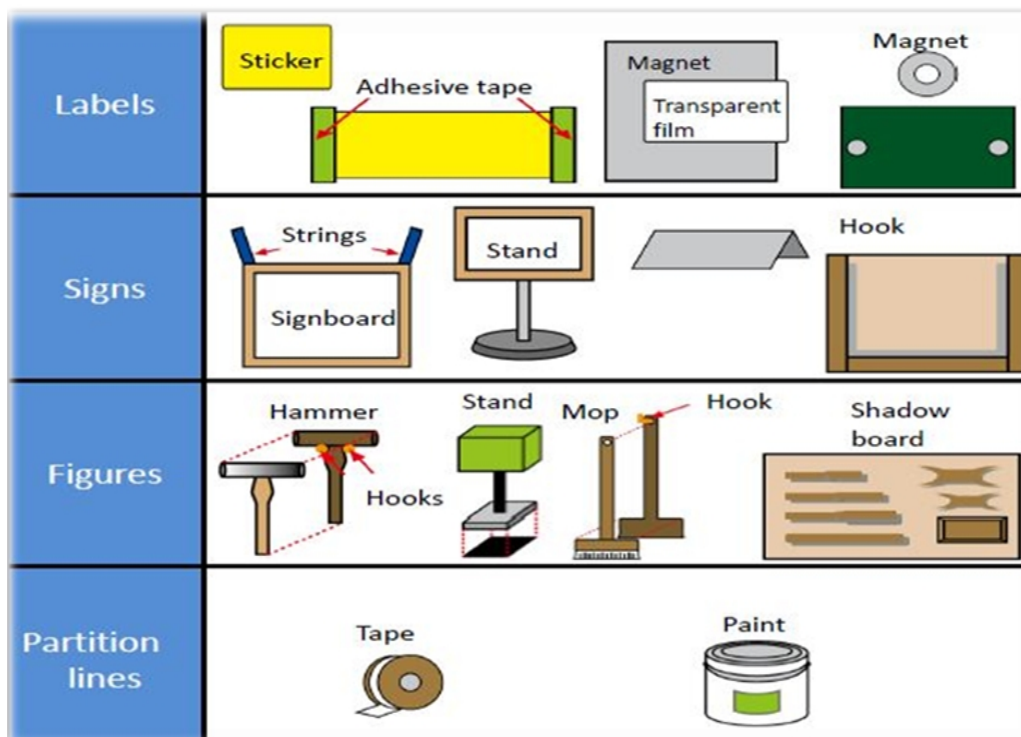 Labels
Sticker
Adhesive tape
Magnet
Transparent
film
Magnet
Signs
Strings
Signboard
Stand
Hook
Figures
Hammer
Hooks
Stand
Mop
Hook
Shadow
board
Partition
lines
Tape
Paint